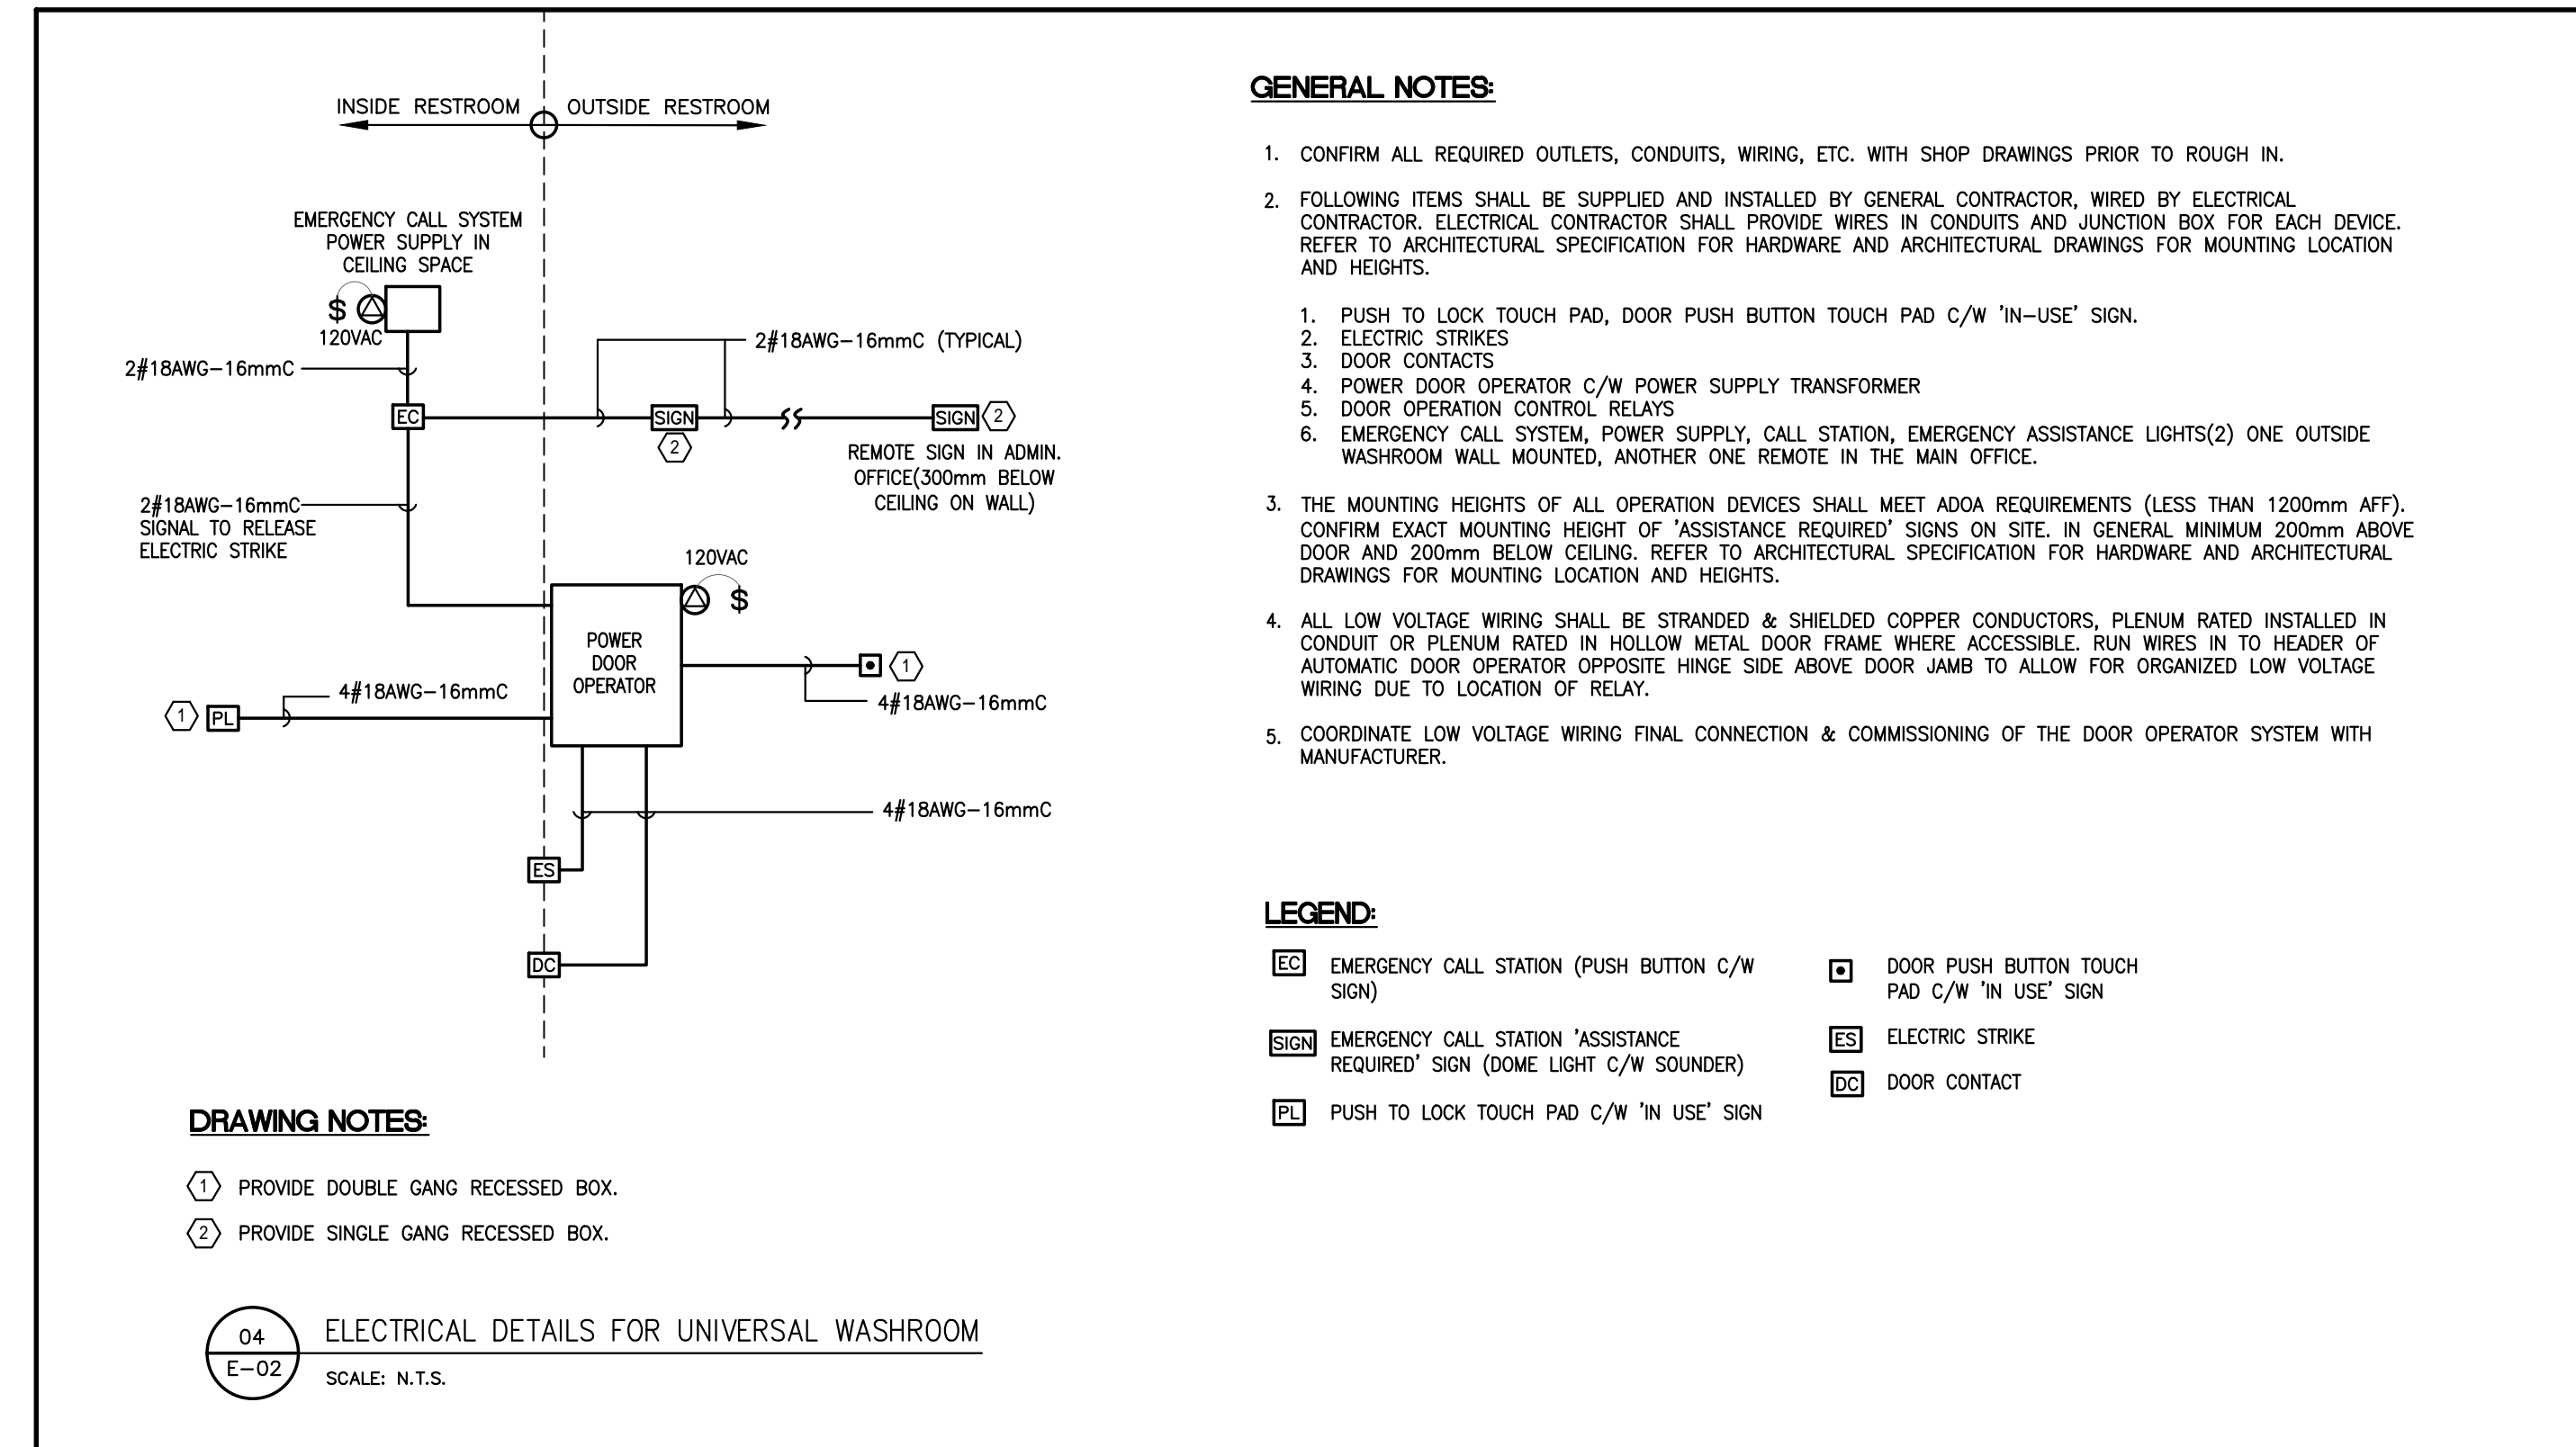 INSIDE RESTROOM
OUTSIDE RESTROOM
EMERGENCY CALL SYSTEM
POWER SUPPLY IN
CEILING SPACE
$
120VAC
2#18AWG-16mmC
2#18AWG-16mmC (TYPICAL)
EC
SIGN
2
SIGN
2
REMOTE SIGN IN ADMIN.
OFFICE(300mm BELOW
CEILING ON WALL)
2#18AWG-16mmC
SIGNAL TO RELEASE
ELECTRIC STRIKE
120VAC
$
POWER
DOOR
OPERATOR
1
4#18AWG-16mmC
1
PL
4#18AWG-16mmC
4#18AWG-16mmC
ES
DC
DRAWING NOTES:
1 PROVIDE DOUBLE GANG RECESSED BOX.
2 PROVIDE SINGLE GANG RECESSED BOX.
04
E-02
ELECTRICAL DETAILS FOR UNIVERSAL WASHROOM
SCALE: N.T.S.
GENERAL NOTES:
1. CONFIRM ALL REQUIRED OUTLETS, CONDUITS, WIRING, ETC. WITH SHOP DRAWINGS PRIOR TO ROUGH IN.
2. FOLLOWING ITEMS SHALL BE SUPPLIED AND INSTALLED BY GENERAL CONTRACTOR, WIRED BY ELECTRICAL
CONTRACTOR. ELECTRICAL CONTRACTOR SHALL PROVIDE WIRES IN CONDUITS AND JUNCTION BOX FOR EACH DEVICE.
REFER TO ARCHITECTURAL SPECIFICATION FOR HARDWARE AND ARCHITECTURAL DRAWINGS FOR MOUNTING LOCATION
AND HEIGHTS.
1. PUSH TO LOCK TOUCH PAD, DOOR PUSH BUTTON TOUCH PAD C/W 'IN-USE' SIGN.
2. ELECTRIC STRIKES
3. DOOR CONTACTS
4. POWER DOOR OPERATOR C/W POWER SUPPLY TRANSFORMER
5. DOOR OPERATION CONTROL RELAYS
6. EMERGENCY CALL SYSTEM, POWER SUPPLY, CALL STATION, EMERGENCY ASSISTANCE LIGHTS(2) ONE OUTSIDE
WASHROOM WALL MOUNTED, ANOTHER ONE REMOTE IN THE MAIN OFFICE.
3. THE MOUNTING HEIGHTS OF ALL OPERATION DEVICES SHALL MEET ADOA REQUIREMENTS (LESS THAN 1200mm AFF).
CONFIRM EXACT MOUNTING HEIGHT OF 'ASSISTANCE REQUIRED' SIGNS ON SITE. IN GENERAL MINIMUM 200mm ABOVE
DOOR AND 200mm BELOW CEILING. REFER TO ARCHITECTURAL SPECIFICATION FOR HARDWARE AND ARCHITECTURAL
DRAWINGS FOR MOUNTING LOCATION AND HEIGHTS.
4. ALL LOW VOLTAGE WIRING SHALL BE STRANDED & SHIELDED COPPER CONDUCTORS, PLENUM RATED INSTALLED IN
CONDUIT OR PLENUM RATED IN HOLLOW METAL DOOR FRAME WHERE ACCESSIBLE. RUN WIRES IN TO HEADER OF
AUTOMATIC DOOR OPERATOR OPPOSITE HINGE SIDE ABOVE DOOR JAMB TO ALLOW FOR ORGANIZED LOW VOLTAGE
WIRING DUE TO LOCATION OF RELAY.
5. COORDINATE LOW VOLTAGE WIRING FINAL CONNECTION & COMMISSIONING OF THE DOOR OPERATOR SYSTEM WITH
MANUFACTURER.
LEGEND:
EC EMERGENCY CALL STATION (PUSH BUTTON C/W
SIGN)
SIGN EMERGENCY CALL STATION 'ASSISTANCE
REQUIRED' SIGN (DOME LIGHT C/W SOUNDER)
PL PUSH TO LOCK TOUCH PAD C/W 'IN USE' SIGN
DOOR PUSH BUTTON TOUCH
PAD C/W 'IN USE' SIGN
ES ELECTRIC STRIKE
DC DOOR CONTACT